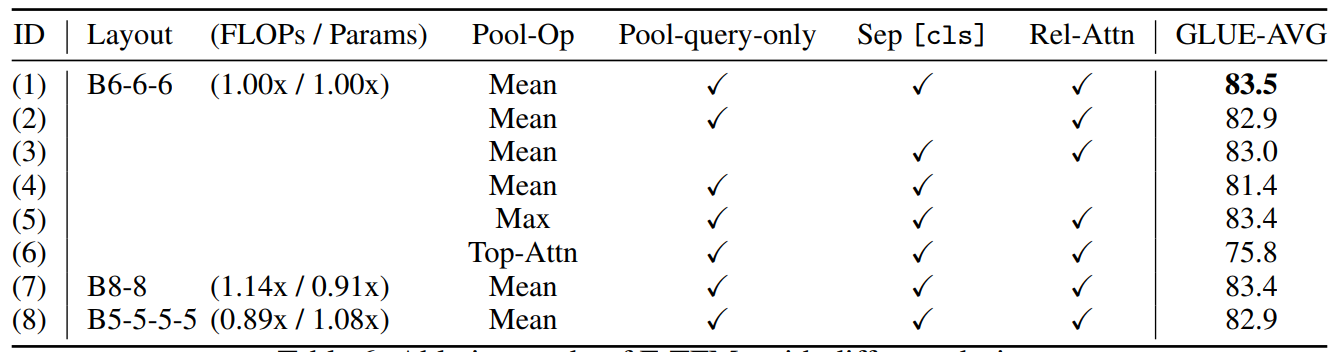 ID Layout (FLOPs / Params) Pool-Op Pool-query-only Sep [cls] Rel-Attn GLUE-AVG
(1) B6-6-6 (1.00x / 1.00x) Mean ✓ ✓ ✓ 83.5
(2) Mean ✓ ✓ 82.9
(3) Mean ✓ ✓ 83.0
(4) Mean ✓ ✓ 81.4
(5) Max ✓ ✓ ✓ 83.4
(6) Top-Attn ✓ ✓ ✓ 75.8
(7) B8-8 (1.14x / 0.91x) Mean ✓ ✓ ✓ 83.4
(8) B5-5-5-5 (0.89x / 1.08x) Mean ✓ ✓ ✓ 82.9